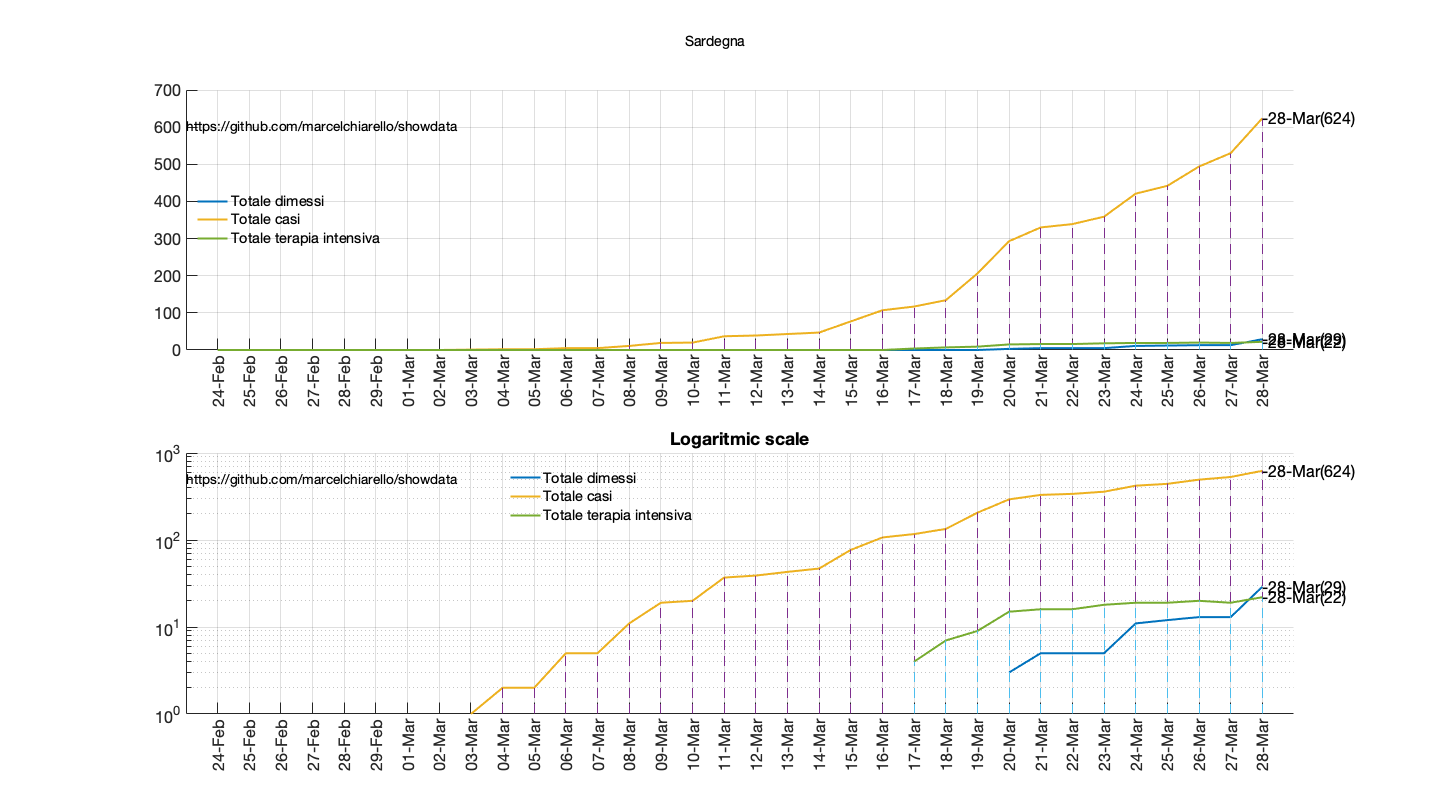 Sardegna
700
600
500
400
300
200
100
0
https://github.com/marcelchiarello/showdata
Totale dimessi
Totale casi
Totale terapia intensiva
28-Mar(624)
28-Mar(29)
28-Mar(22)
24-Feb
25-Feb
26-Feb
27-Feb
28-Feb
29-Feb
01-Mar
02-Mar
03-Mar
04-Mar
05-Mar
06-Mar
07-Mar
08-Mar
09-Mar
10-Mar
11-Mar
12-Mar
13-Mar
14-Mar
15-Mar
16-Mar
17-Mar
18-Mar
19-Mar
20-Mar
21-Mar
22-Mar
23-Mar
24-Mar
25-Mar
26-Mar
27-Mar
28-Mar
Logaritmic scale
10³
10²
10¹
10⁰
https://github.com/marcelchiarello/showdata
Totale dimessi
Totale casi
Totale terapia intensiva
28-Mar(624)
28-Mar(29)
28-Mar(22)
24-Feb
25-Feb
26-Feb
27-Feb
28-Feb
29-Feb
01-Mar
02-Mar
03-Mar
04-Mar
05-Mar
06-Mar
07-Mar
08-Mar
09-Mar
10-Mar
11-Mar
12-Mar
13-Mar
14-Mar
15-Mar
16-Mar
17-Mar
18-Mar
19-Mar
20-Mar
21-Mar
22-Mar
23-Mar
24-Mar
25-Mar
26-Mar
27-Mar
28-Mar